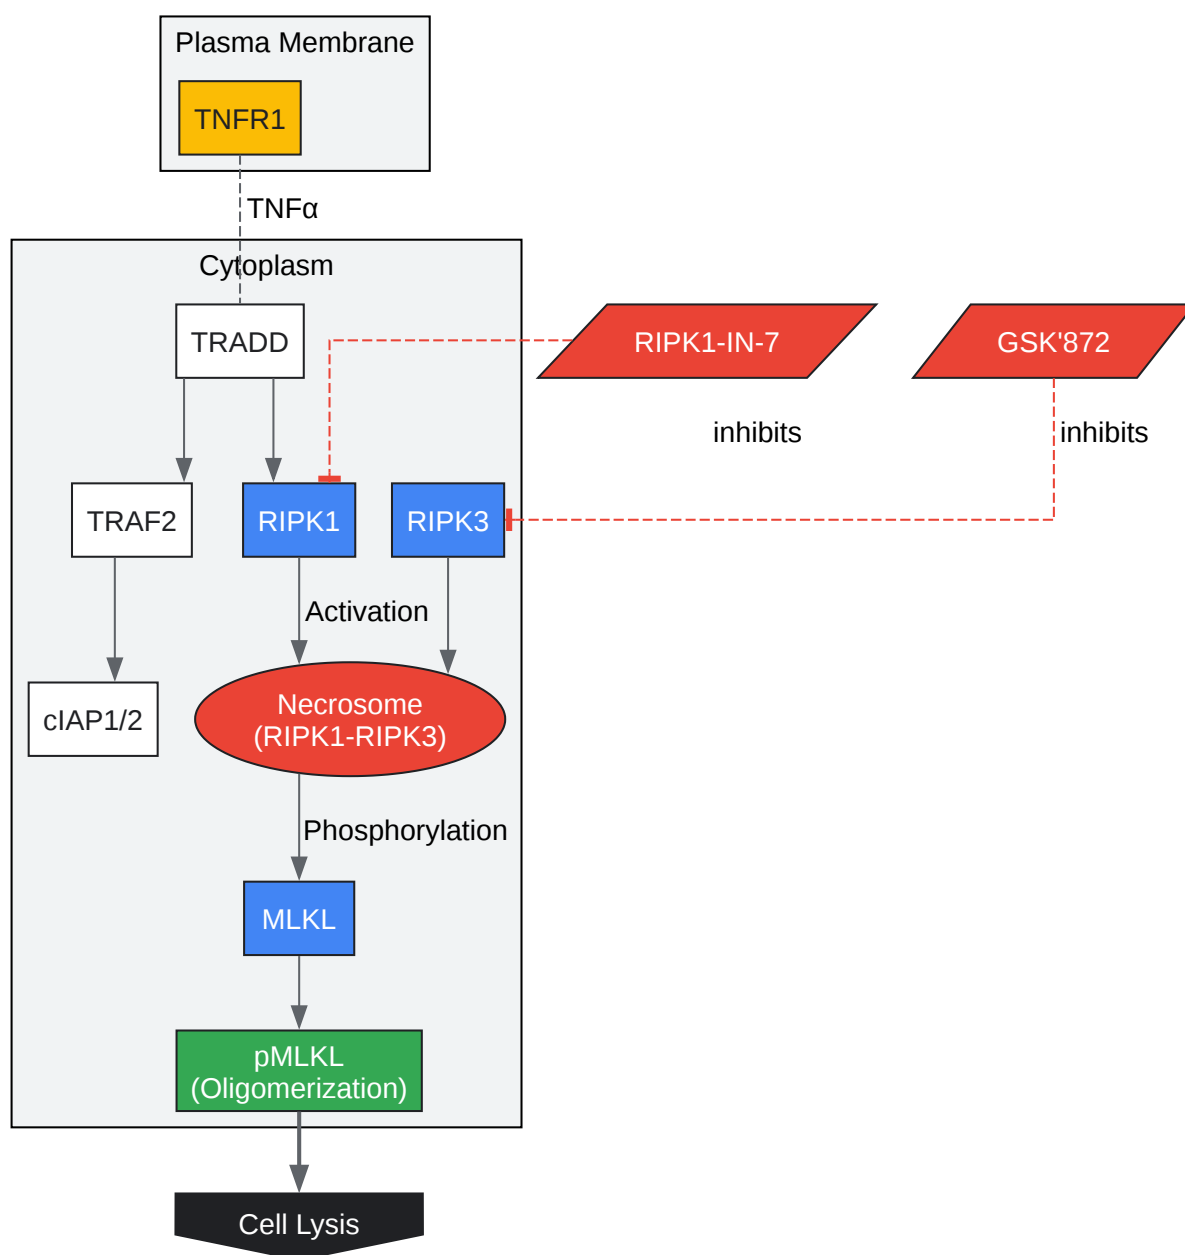 Plasma Membrane
TNFR1
TNFα
Cytoplasm
TRADD
RIPK1-IN-7
GSK'872
inhibits
inhibits
TRAF2
RIPK1
RIPK3
Activation
cIAP1/2
Necrosome
(RIPK1-RIPK3)
Phosphorylation
MLKL
pMLKL
(Oligomerization)
Cell Lysis